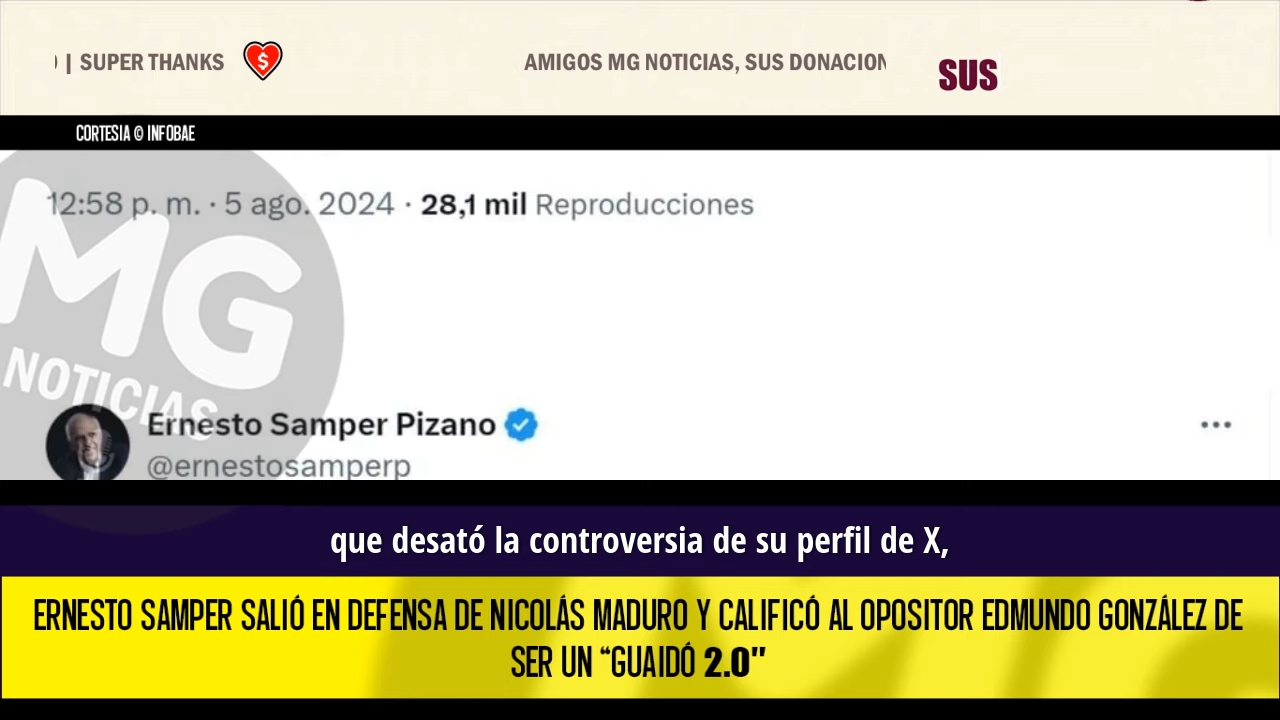 ) | SUPER THANKS
AMIGOS MG NOTICIAS, SUS DONACION
SUS
CORTESIA © INFOBAE
12:58 p. m. · 5 ago. 2024 · 28,1 mil Reproducciones
MG
NOTICIAS
Ernesto Samper Pizano
@ernestosamperp
que desató la controversia de su perfil de X,
ERNESTO SAMPER SALIÓ EN DEFENSA DE NICOLÁS MADURO Y CALIFICÓ AL OPOSITOR EDMUNDO GONZÁLEZ DE
SER UN “GUAIDÓ 2.0"